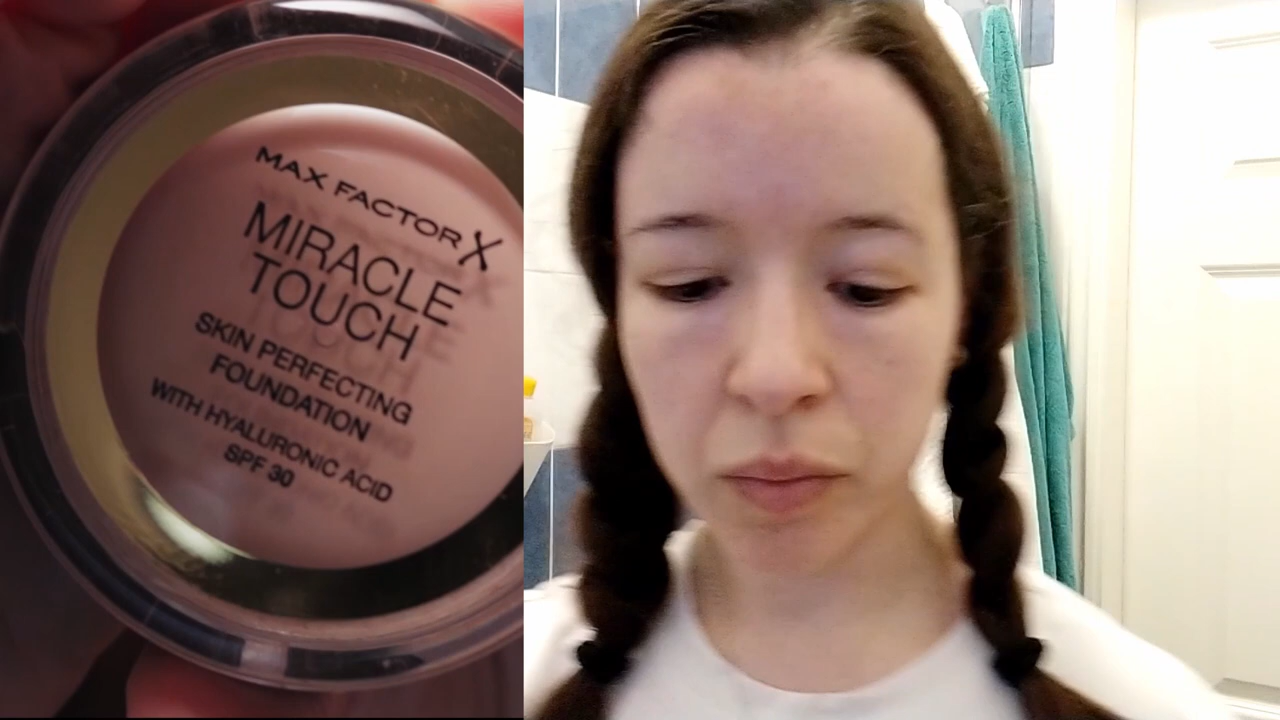 MAX FACTOR X
MIRACLE
TOUCH
SKIN PERFECTING
FOUNDATION
WITH HYALURONIC ACID
SPF 30